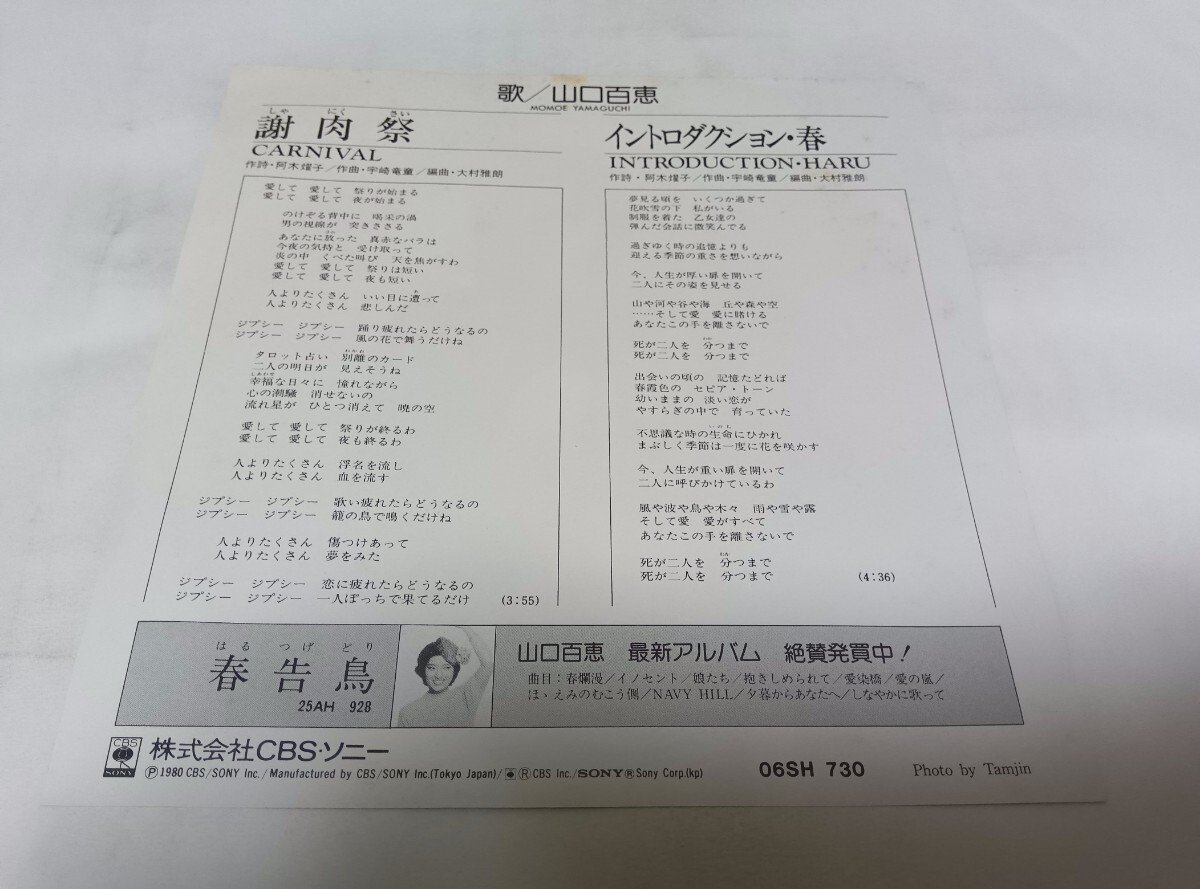 歌／山口百恵
MOMOE YAMAGUCHI
しゃ にく さい
謝肉祭
CARNIVAL
作詩・阿木燿子／作曲・宇崎竜童／編曲・大村雅朗
愛して 愛して 祭りが始まる
愛して 愛して 夜が始まる
のけぞる背中に 喝采の渦
男の視線が 突きささる
あなたに放った 真赤なバラは
今夜の気持と 受け取って
炎の中 くべた叫び 天を焦がすわ
愛して 愛して 祭りは短い
愛して 愛して 夜も短い
人よりたくさん いい目に遭って
人よりたくさん 悲しんだ
ジプシー ジプシー 踊り疲れたらどうなるの
ジプシー ジプシー 風の花で舞うだけね
タロット占い 別離のカード
二人の明日が 見えそうね
幸福な日々に 憧れながら
心の潮騒 消せないの
流れ星が ひとつ消えて 暁の空
愛して 愛して 祭りが終るわ
愛して 愛して 夜も終るわ
人よりたくさん 浮名を流し
人よりたくさん 血を流す
ジプシー ジプシー 歌い疲れたらどうなるの
ジプシー ジプシー 籠の鳥で鳴くだけね
人よりたくさん 傷つけあって
人よりたくさん 夢をみた
ジプシー ジプシー 恋に疲れたらどうなるの
ジプシー ジプシー 一人ぼっちで果てるだけ (3:55)
イントロダクション・春
INTRODUCTION・HARU
作詩・阿木燿子／作曲・宇崎竜童／編曲・大村雅朗
夢見る頃を いくつか過ぎて
花吹雪の下 私がいる
制服を着た 乙女達の
弾んだ会話に微笑んでる
過ぎゆく時の追憶よりも
迎える季節の重さを想いながら
今、人生が厚い扉を開いて
二人にその姿を見せる
山や河や谷や海 丘や森や空
……そして愛 愛に賭ける
あなたこの手を離さないで
死が二人を 分つまで
死が二人を 分つまで
出会いの頃の 記憶たどれば
春霞色の セピア・トーン
幼いままの 淡い恋が
やすらぎの中で 育っていた
不思議な時の生命にひかれ
まぶしく季節は一度に花を咲かす
今、人生が重い扉を開いて
二人に呼びかけているわ
風や波や鳥や木々 雨や雪や露
そして愛 愛がすべて
あなたこの手を離さないで
死が二人を 分つまで
死が二人を 分つまで (4:36)
はる つげ どり
春告鳥
25AH 928
山口百恵 最新アルバム 絶賛発買中！
曲目：春爛漫／イノセント／娘たち／抱きしめられて／愛染橋／愛の嵐／
ほゝえみのむこう側／NAVY HILL／夕暮からあなたへ／しなやかに歌って
CBS
SONY
株式会社CBS・ソニー
Ⓟ1980 CBS/SONY Inc./Manufactured by CBS/SONY Inc.(Tokyo Japan)/ⓇCBS Inc./SONY®Sony Corp.(kp)
06SH 730
Photo by Tamjin